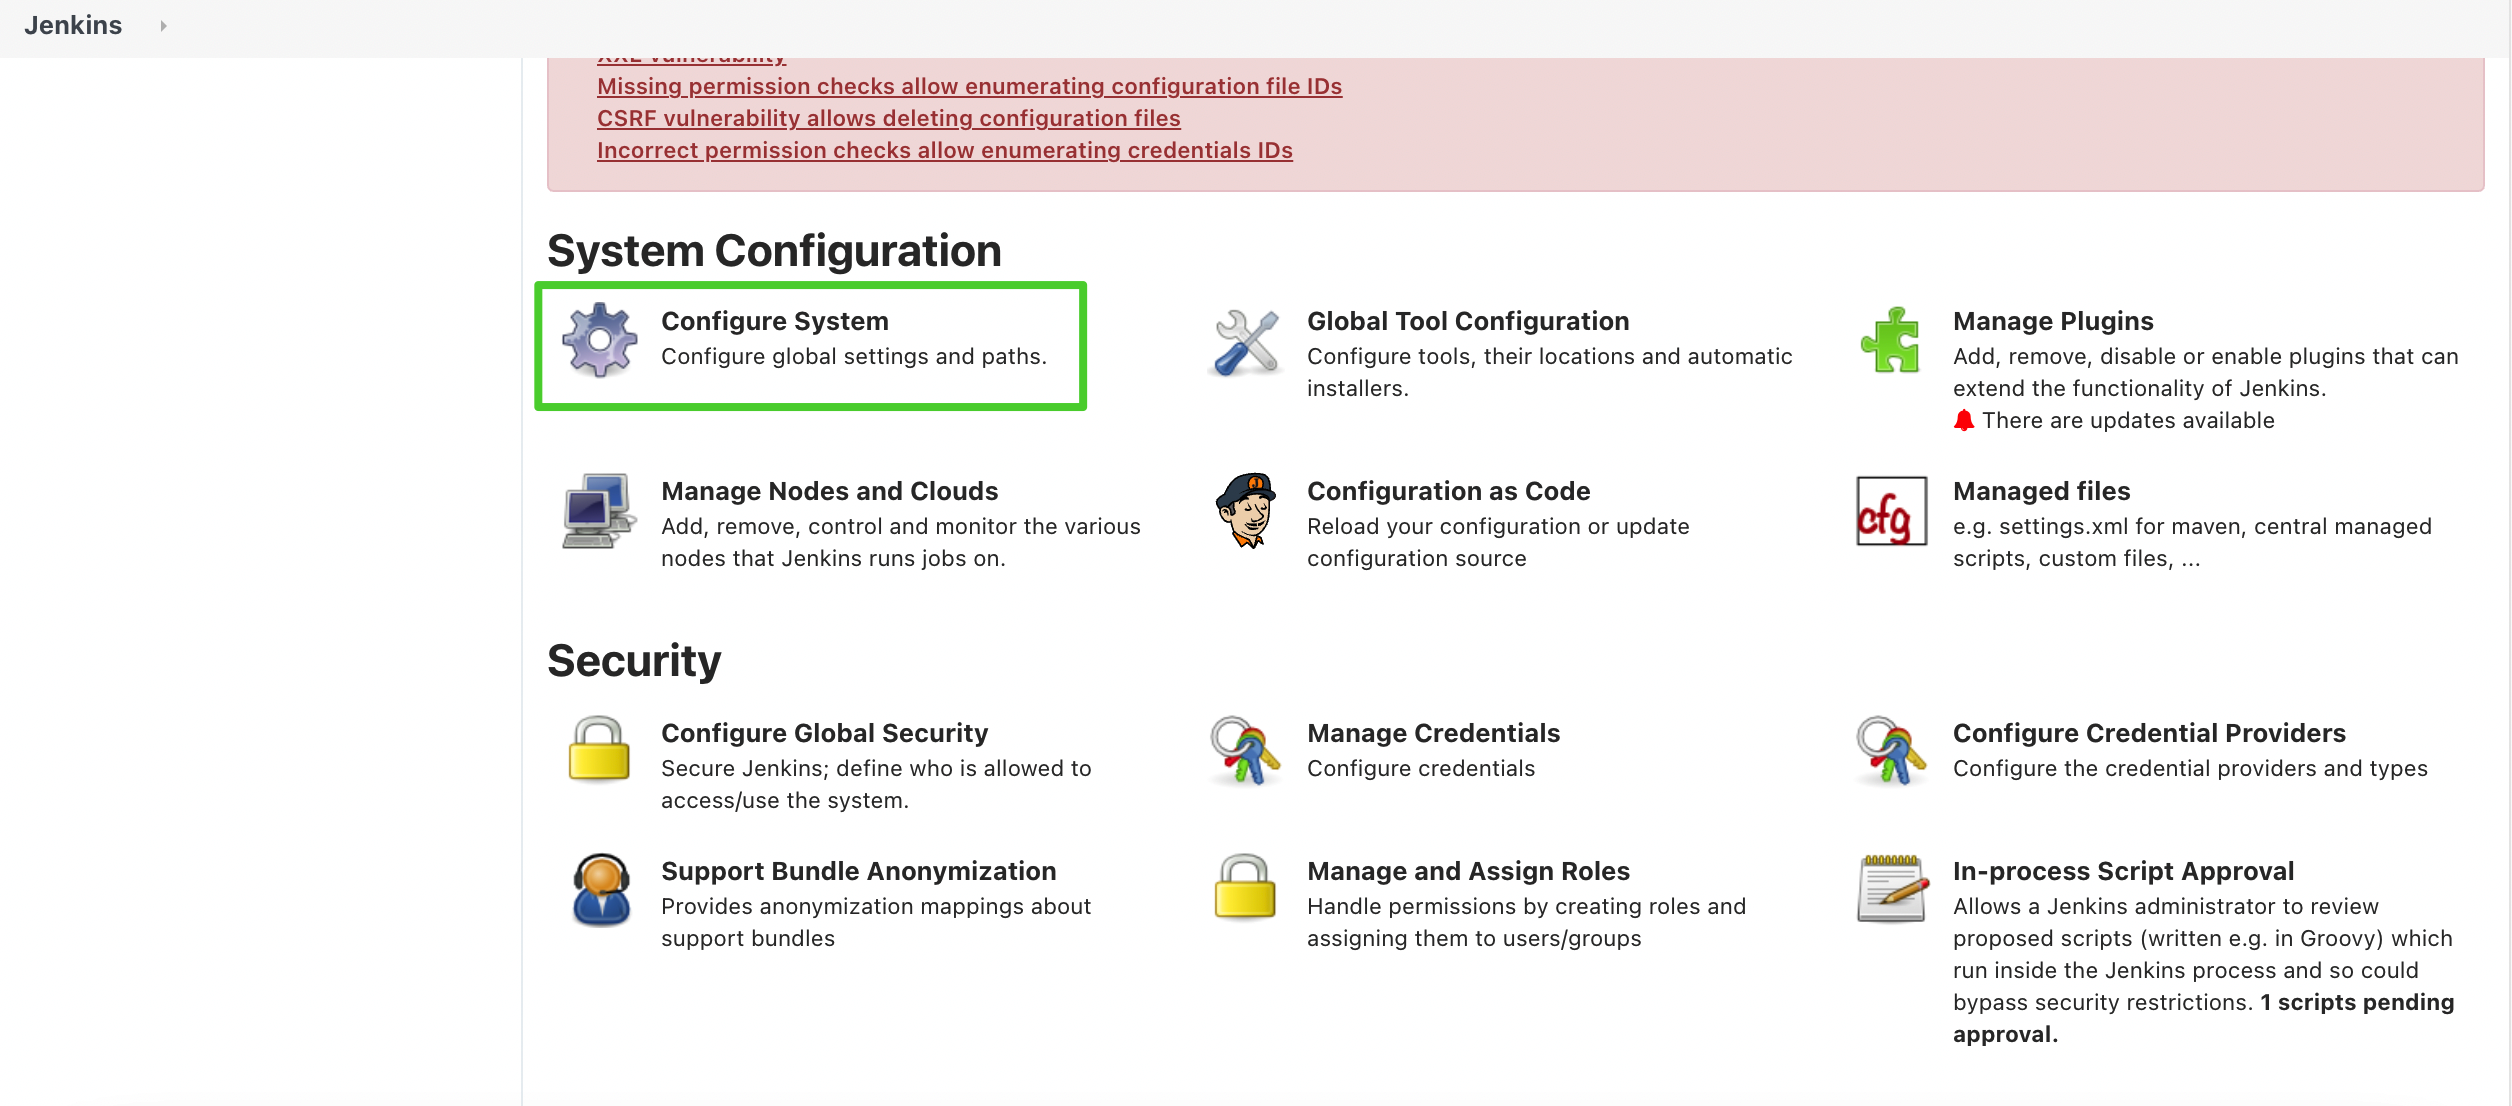 Jenkins
XXE vulnerability
Missing permission checks allow enumerating configuration file IDs
CSRF vulnerability allows deleting configuration files
Incorrect permission checks allow enumerating credentials IDs
System Configuration
Configure System
Configure global settings and paths.
Global Tool Configuration
Configure tools, their locations and automatic
installers.
Manage Plugins
Add, remove, disable or enable plugins that can
extend the functionality of Jenkins.
There are updates available
Manage Nodes and Clouds
Add, remove, control and monitor the various
nodes that Jenkins runs jobs on.
Configuration as Code
Reload your configuration or update
configuration source
cfg
Managed files
e.g. settings.xml for maven, central managed
scripts, custom files, ...
Security
Configure Global Security
Secure Jenkins; define who is allowed to
access/use the system.
Manage Credentials
Configure credentials
Configure Credential Providers
Configure the credential providers and types
Support Bundle Anonymization
Provides anonymization mappings about
support bundles
Manage and Assign Roles
Handle permissions by creating roles and
assigning them to users/groups
In-process Script Approval
Allows a Jenkins administrator to review
proposed scripts (written e.g. in Groovy) which
run inside the Jenkins process and so could
bypass security restrictions. 1 scripts pending
approval.